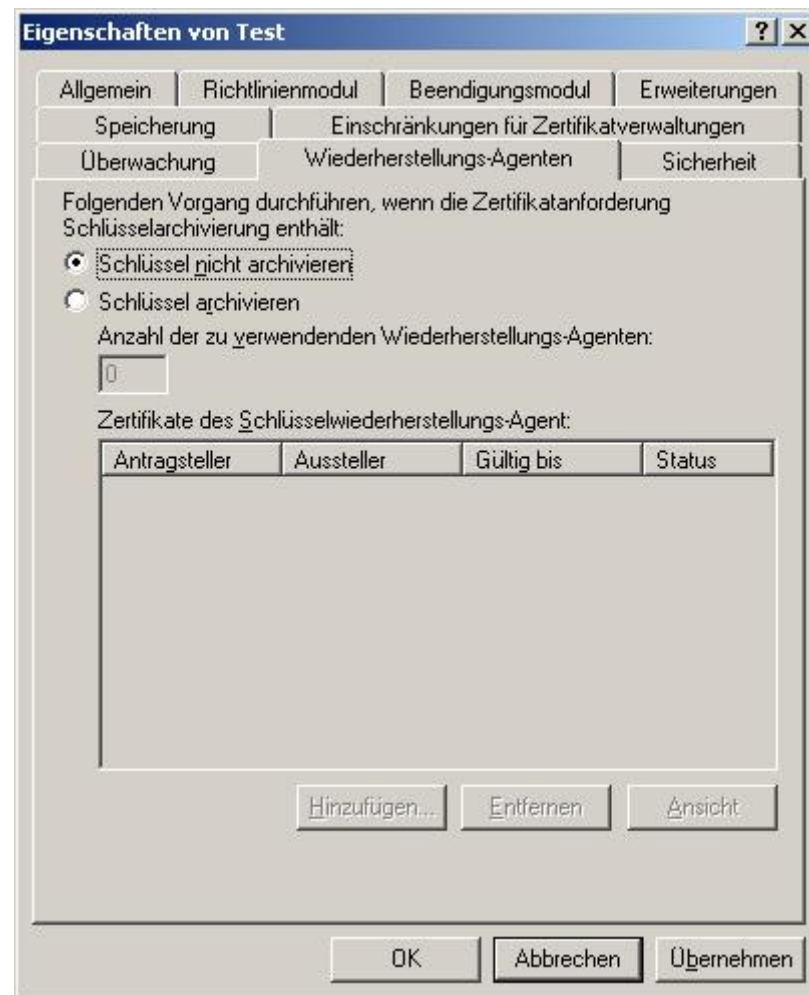 Eigenschaften von Test
Allgemein Richtlinienmodul Beendigungsmodul Erweiterungen
Speicherung Einschränkungen für Zertifikatverwaltungen
Überwachung Wiederherstellungs-Agenten Sicherheit
Folgenden Vorgang durchführen, wenn die Zertifikatanforderung
Schlüsselarchivierung enthält:
Schlüssel nicht archivieren
Schlüssel archivieren
Anzahl der zu verwendenden Wiederherstellungs-Agenten:
0
Zertifikate des Schlüsselwiederherstellungs-Agent:
Antragsteller Aussteller Gültig bis Status
Hinzufügen... Entfernen Ansicht
OK Abbrechen Übernehmen